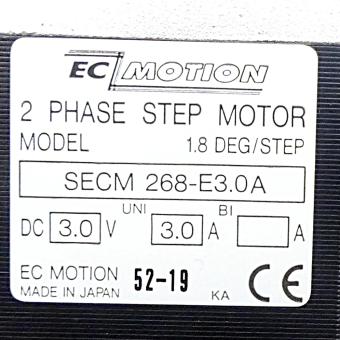 EC MOTION
2 PHASE STEP MOTOR
MODEL 1.8 DEG/STEP
SECM 268-E3.0A
UNI BI
DC 3.0 V 3.0 A A
EC MOTION 52-19 KA CE
MADE IN JAPAN